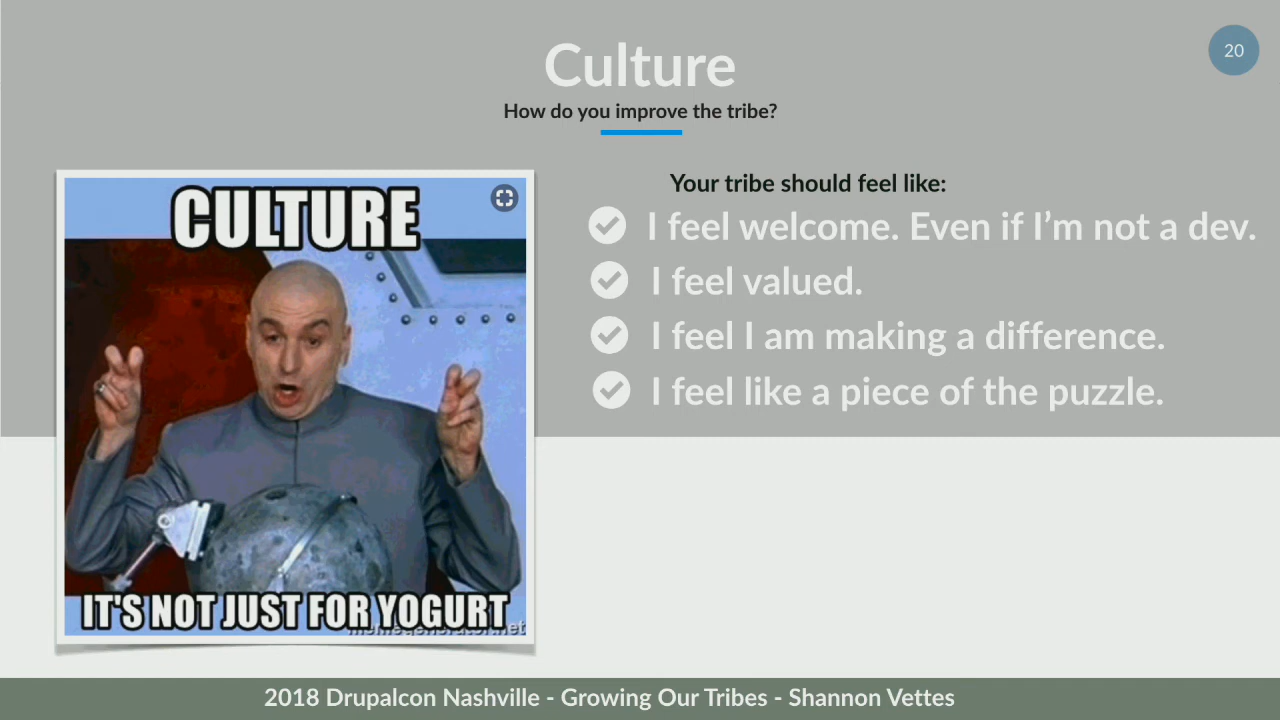 Culture
20
How do you improve the tribe?
CULTURE
IT'S NOT JUST FOR YOGURT
memegenerator.net
Your tribe should feel like:
I feel welcome. Even if I’m not a dev.
I feel valued.
I feel I am making a difference.
I feel like a piece of the puzzle.
2018 Drupalcon Nashville - Growing Our Tribes - Shannon Vettes